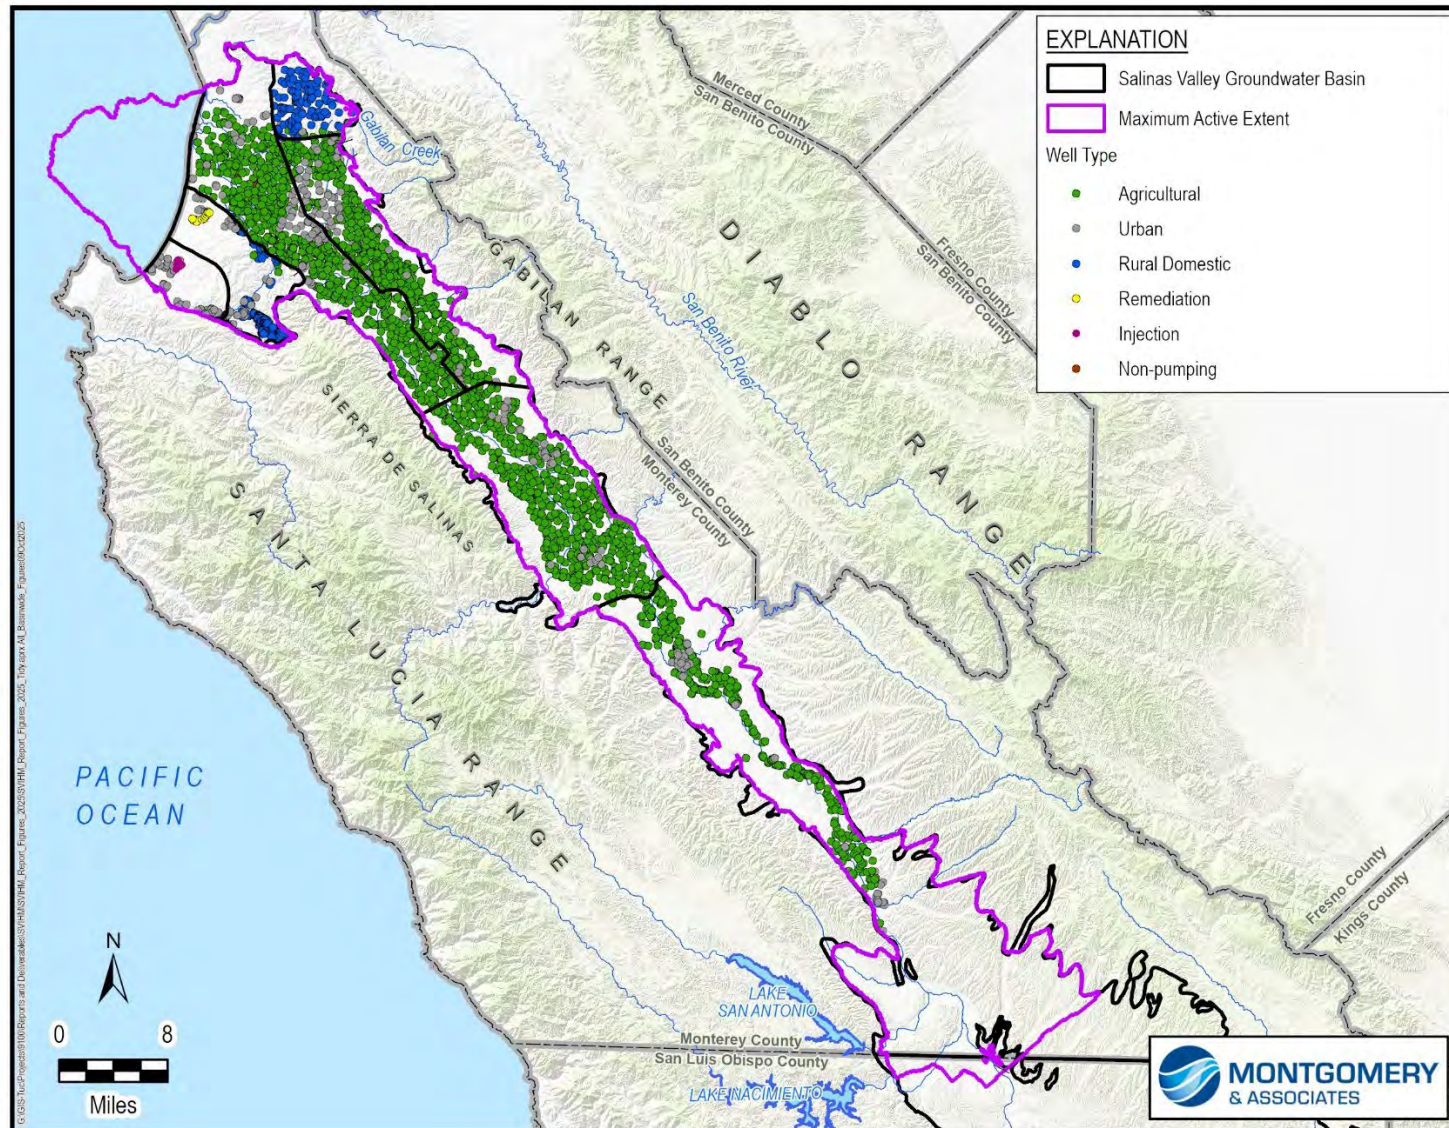 EXPLANATION
Salinas Valley Groundwater Basin
Maximum Active Extent
Well Type
Agricultural
Urban
Rural Domestic
Remediation
Injection
Non-pumping
Merced County
San Benito County
Gabilan Creek
Fresno County
San Benito County
DIABLO RANGE
GABILAN RANGE
San Benito River
SIERRA DE SALINAS
San Benito County
Monterey County
SANTA LUCIA RANGE
PACIFIC
OCEAN
Fresno County
Kings County
N
0 8
Miles
LAKE
SAN ANTONIO
Monterey County
San Luis Obispo County
LAKE NACIMIENTO
MONTGOMERY
& ASSOCIATES